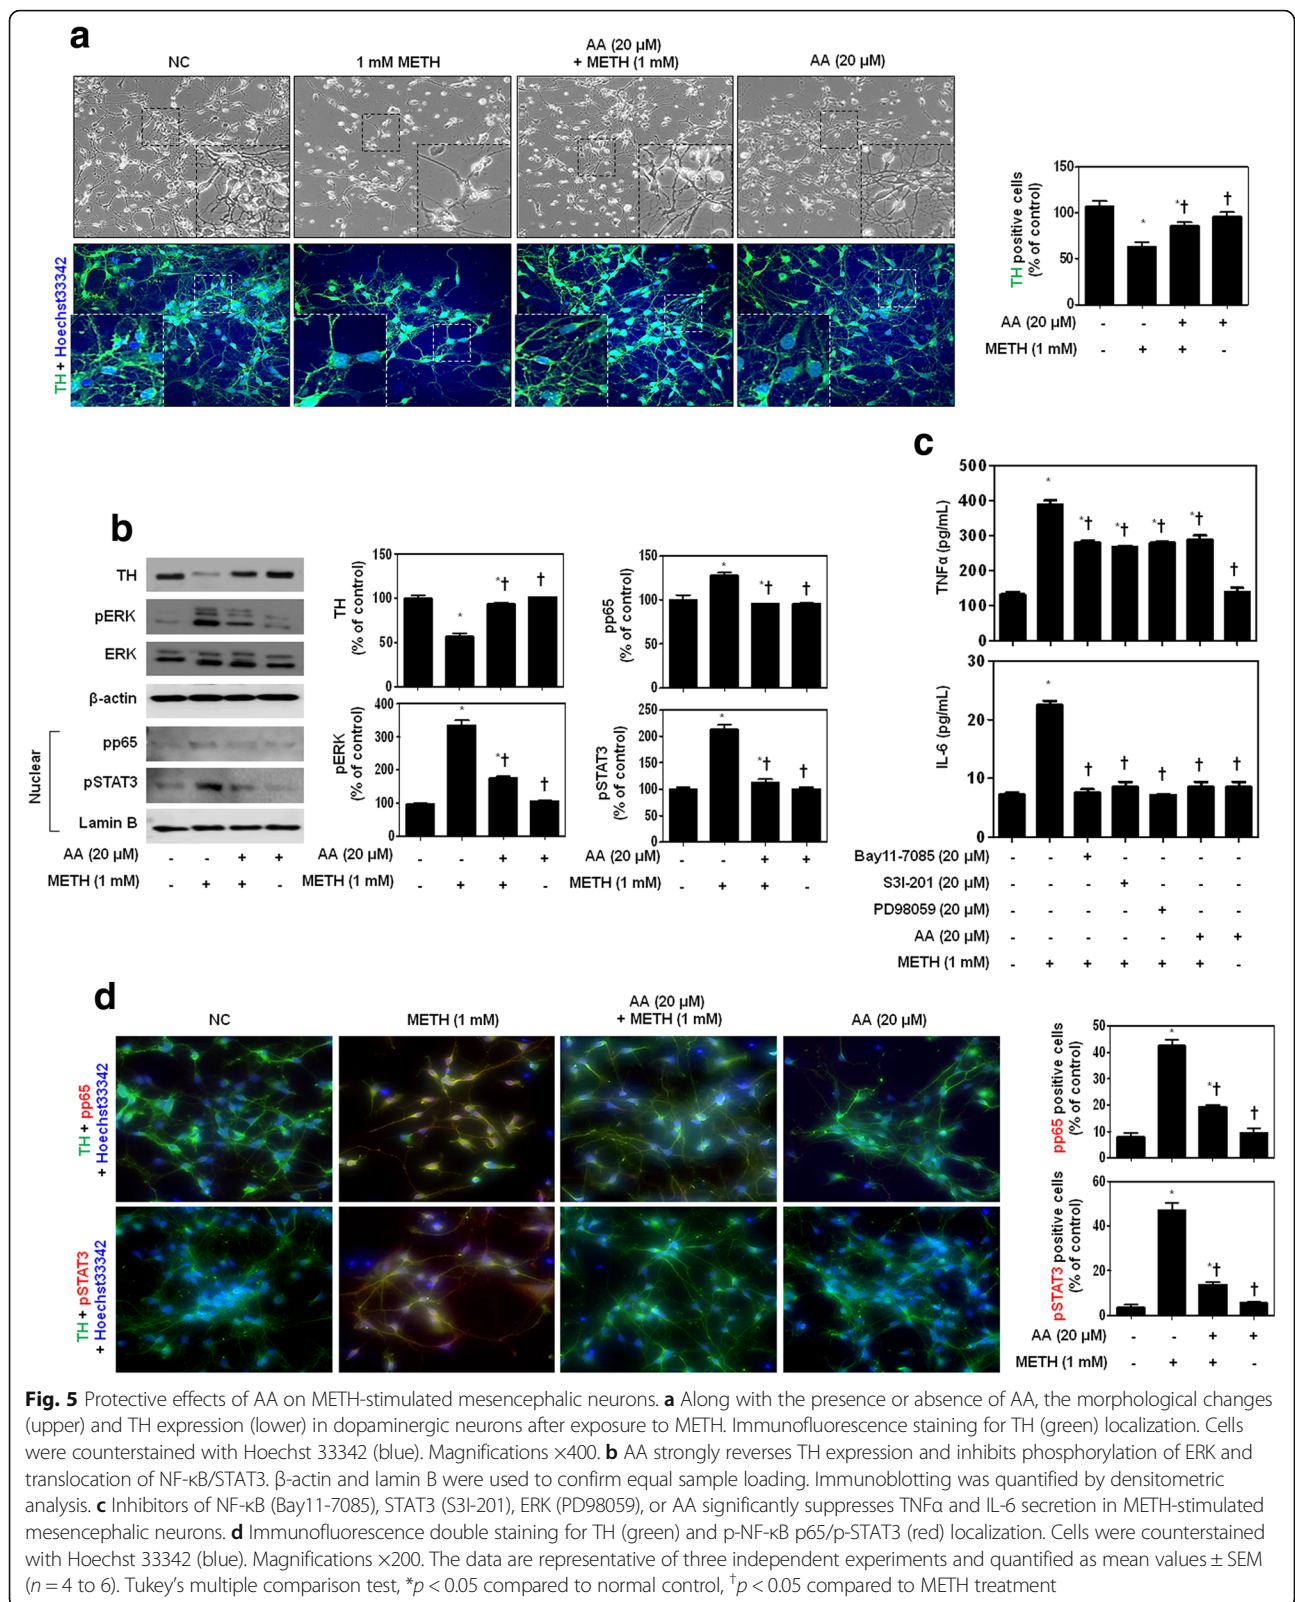 a
NC
1 mM METH
AA (20 µM)
+ METH (1 mM)
AA (20 µM)
TH + Hoechst33342
TH positive cells
(% of control)
150
100
50
0
*
*†
†
AA (20 µM) - - + +
METH (1 mM) - + + -
b
TH
pERK
ERK
β-actin
Nuclear
pp65
pSTAT3
Lamin B
AA (20 µM) - - + +
METH (1 mM) - + + -
TH
(% of control)
150
100
50
0
*
*†
†
pERK
(% of control)
400
300
200
100
0
*
*†
†
AA (20 µM) - - + +
METH (1 mM) - + + -
pp65
(% of control)
150
100
50
0
*
*†
†
pSTAT3
(% of control)
250
200
150
100
50
0
*
*†
†
AA (20 µM) - - + +
METH (1 mM) - + + -
c
TNFα (pg/mL)
500
400
300
200
100
0
*
*†
*†
*†
*†
†
IL-6 (pg/mL)
30
20
10
0
*
†
†
†
†
†
Bay11-7085 (20 µM) - - + - - - -
S3I-201 (20 µM) - - - + - - -
PD98059 (20 µM) - - - - + - -
AA (20 µM) - - - - - + +
METH (1 mM) - + + + + + -
d
NC
METH (1 mM)
AA (20 µM)
+ METH (1 mM)
AA (20 µM)
TH + pp65
+ Hoechst33342
TH + pSTAT3
+ Hoechst33342
pp65 positive cells
(% of control)
50
40
30
20
10
0
*
*†
†
pSTAT3 positive cells
(% of control)
60
40
20
0
*
*†
†
AA (20 µM) - - + +
METH (1 mM) - + + -
Fig. 5 Protective effects of AA on METH-stimulated mesencephalic neurons. a Along with the presence or absence of AA, the morphological changes
(upper) and TH expression (lower) in dopaminergic neurons after exposure to METH. Immunofluorescence staining for TH (green) localization. Cells
were counterstained with Hoechst 33342 (blue). Magnifications ×400. b AA strongly reverses TH expression and inhibits phosphorylation of ERK and
translocation of NF-κB/STAT3. β-actin and lamin B were used to confirm equal sample loading. Immunoblotting was quantified by densitometric
analysis. c Inhibitors of NF-κB (Bay11-7085), STAT3 (S3I-201), ERK (PD98059), or AA significantly suppresses TNFα and IL-6 secretion in METH-stimulated
mesencephalic neurons. d Immunofluorescence double staining for TH (green) and p-NF-κB p65/p-STAT3 (red) localization. Cells were counterstained
with Hoechst 33342 (blue). Magnifications ×200. The data are representative of three independent experiments and quantified as mean values ± SEM
(n = 4 to 6). Tukey's multiple comparison test, *p < 0.05 compared to normal control, †p < 0.05 compared to METH treatment